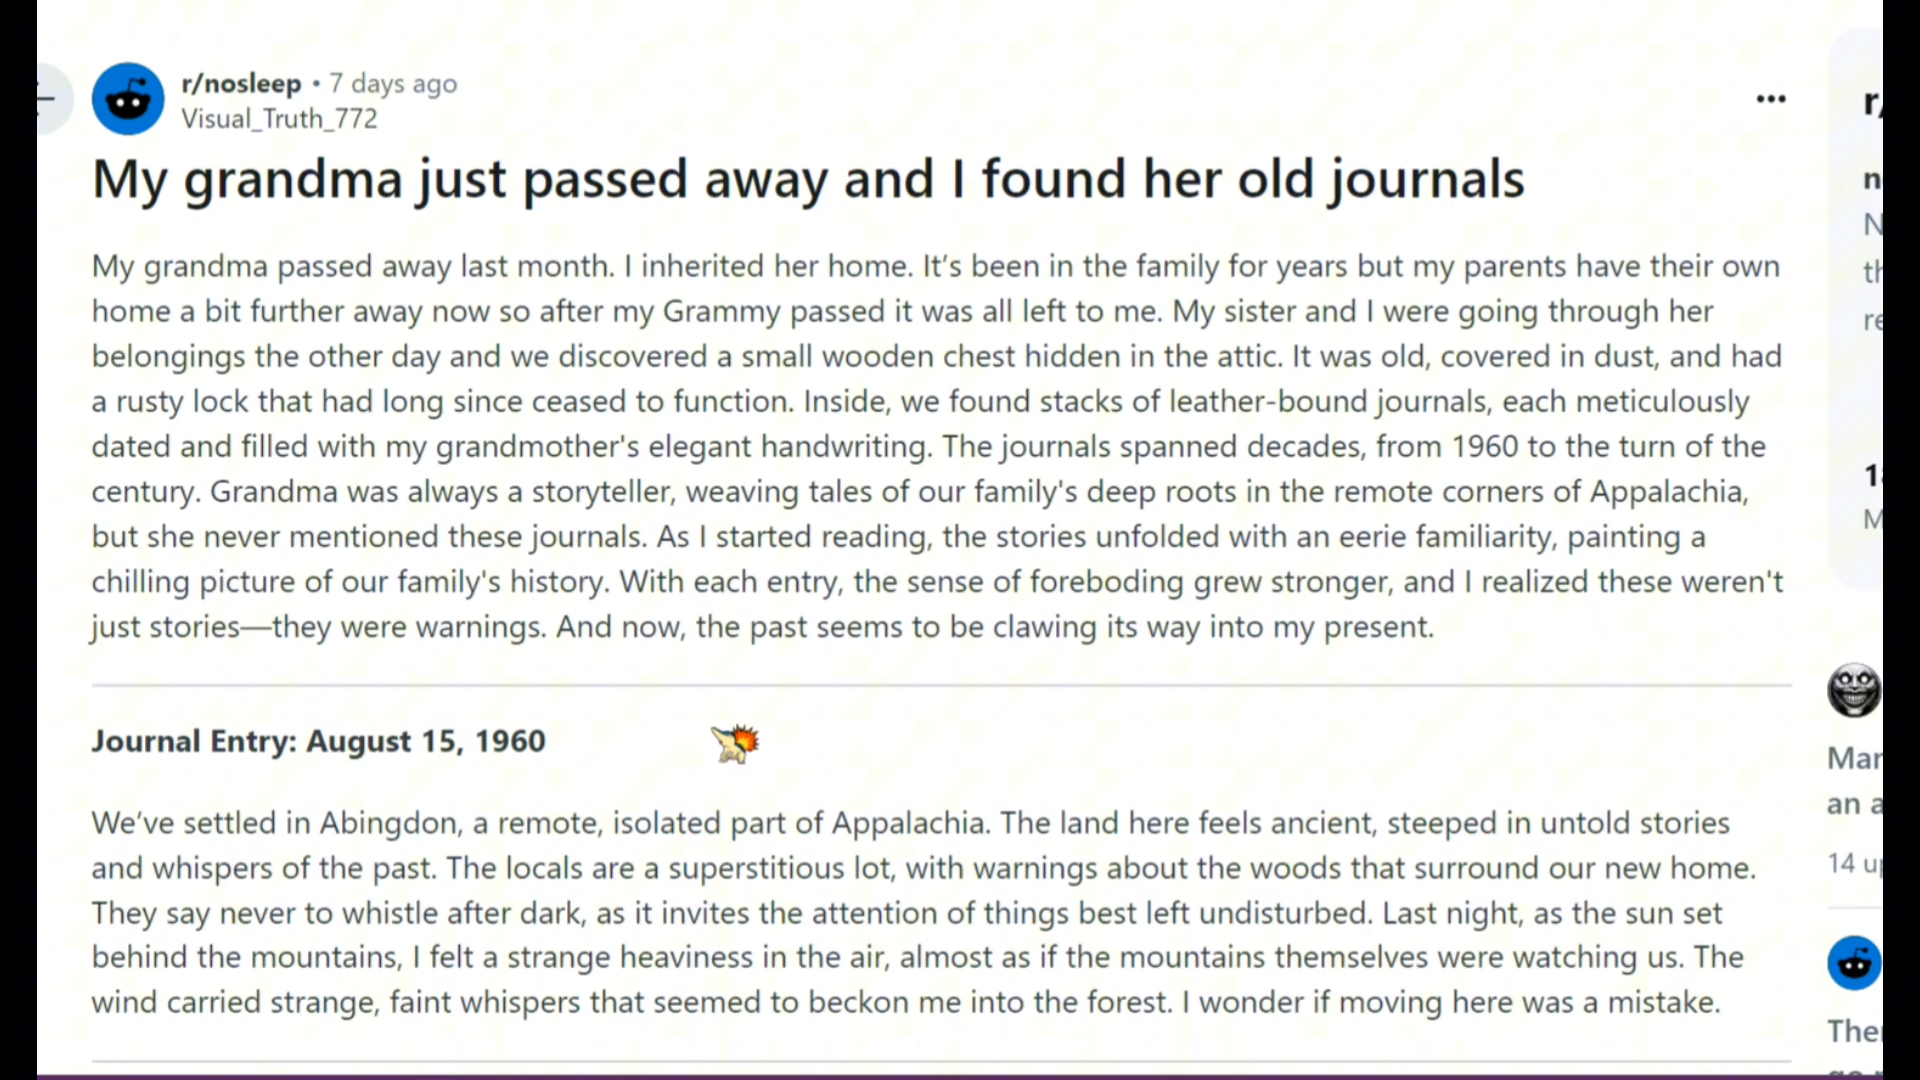 r/nosleep • 7 days ago
Visual_Truth_772
My grandma just passed away and I found her old journals
My grandma passed away last month. I inherited her home. It’s been in the family for years but my parents have their own
home a bit further away now so after my Grammy passed it was all left to me. My sister and I were going through her
belongings the other day and we discovered a small wooden chest hidden in the attic. It was old, covered in dust, and had
a rusty lock that had long since ceased to function. Inside, we found stacks of leather-bound journals, each meticulously
dated and filled with my grandmother's elegant handwriting. The journals spanned decades, from 1960 to the turn of the
century. Grandma was always a storyteller, weaving tales of our family's deep roots in the remote corners of Appalachia,
but she never mentioned these journals. As I started reading, the stories unfolded with an eerie familiarity, painting a
chilling picture of our family's history. With each entry, the sense of foreboding grew stronger, and I realized these weren't
just stories—they were warnings. And now, the past seems to be clawing its way into my present.
Journal Entry: August 15, 1960
We’ve settled in Abingdon, a remote, isolated part of Appalachia. The land here feels ancient, steeped in untold stories
and whispers of the past. The locals are a superstitious lot, with warnings about the woods that surround our new home.
They say never to whistle after dark, as it invites the attention of things best left undisturbed. Last night, as the sun set
behind the mountains, I felt a strange heaviness in the air, almost as if the mountains themselves were watching us. The
wind carried strange, faint whispers that seemed to beckon me into the forest. I wonder if moving here was a mistake.
r/
Mar
an a
14 up